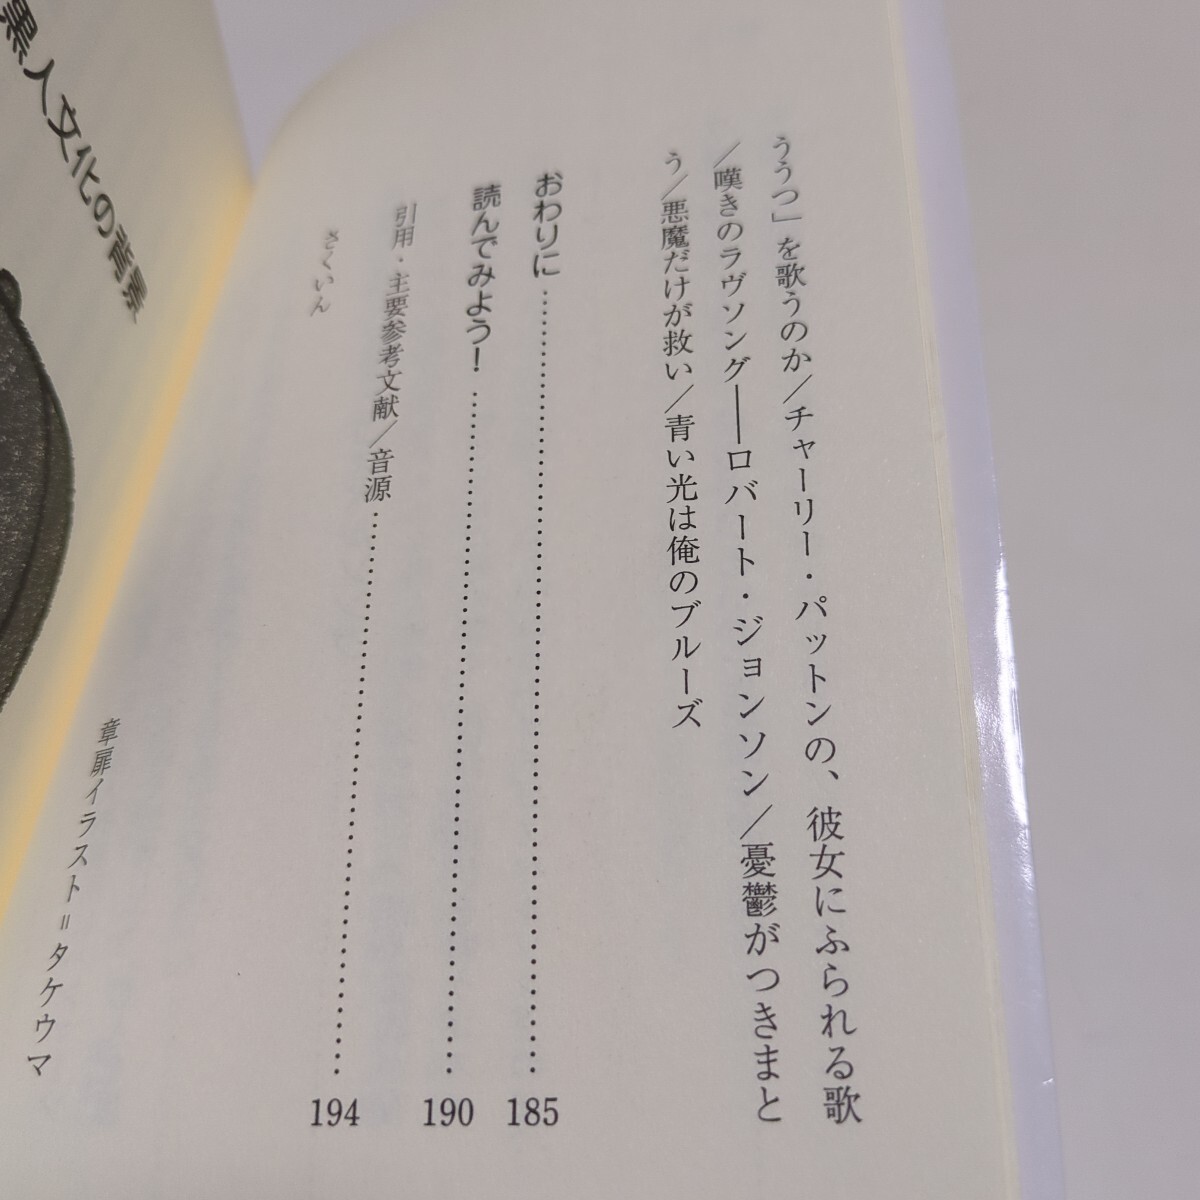 ううつ」を歌うのか/チャーリー・パットンの、彼女にふられる歌
/嘆きのラヴソング――ロバート・ジョンソン/憂鬱がつきまと
う/悪魔だけが救い/青い光は俺のブルーズ
おわりに……………………………………185
読んでみよう!……………………………190
引用・主要参考文献/音源………………194
さくいん
章扉イラスト=タケウマ
黒人文化の背景